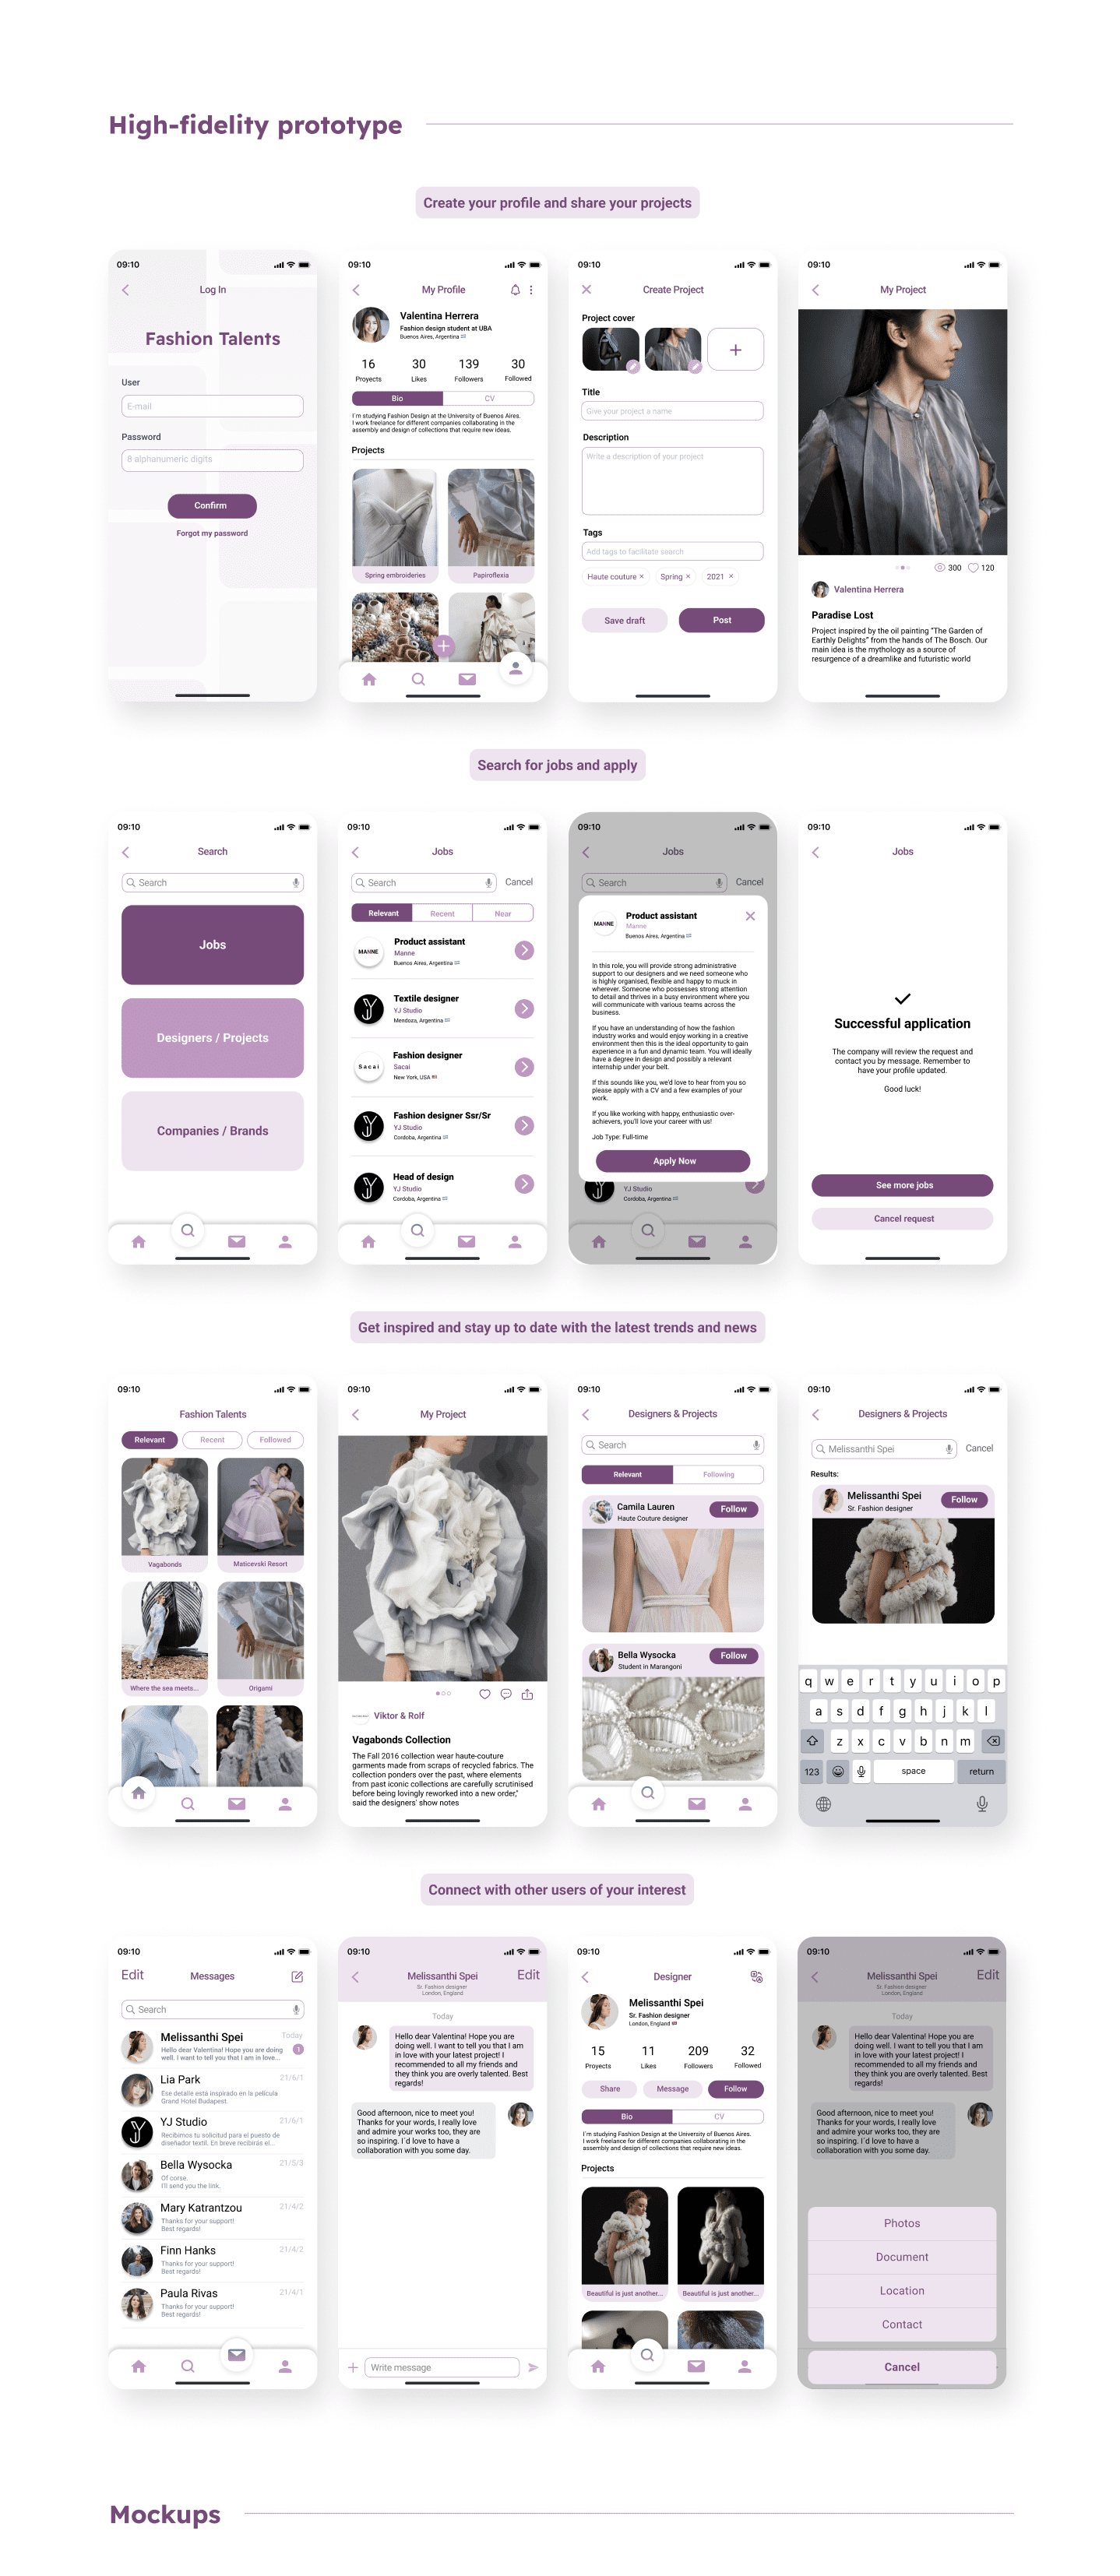 High-fidelity prototype
Create your profile and share your projects
09:10
Log In
Fashion Talents
User
E-mail
Password
8 alphanumeric digits
Confirm
Forgot my password
09:10
My Profile
Valentina Herrera
Fashion design student at UBA
Buenos Aires, Argentina
16 30 139 30
Proyects Likes Followers Followed
Bio CV
I´m studying Fashion Design at the University of Buenos Aires.
I work freelance for different companies collaborating in the
assembly and design of collections that require new ideas.
Projects
Spring embroideries Papiroflexia
09:10
Create Project
Project cover
Title
Give your project a name
Description
Write a description of your project
Tags
Add tags to facilitate search
Haute couture × Spring × 2021 ×
Save draft Post
09:10
My Project
300 120
Valentina Herrera
Paradise Lost
Project inspired by the oil painting “The Garden of
Earthly Delights” from the hands of The Bosch. Our
main idea is the mythology as a source of
resurgence of a dreamlike and futuristic world
Search for jobs and apply
09:10
Search
Search
Jobs
Designers / Projects
Companies / Brands
09:10
Jobs
Search Cancel
Relevant Recent Near
MANNE
Product assistant
Manne
Buenos Aires, Argentina
Textile designer
YJ Studio
Mendoza, Argentina
Sacai
Fashion designer
Sacai
New York, USA
Fashion designer Ssr/Sr
YJ Studio
Cordoba, Argentina
Head of design
YJ Studio
Cordoba, Argentina
09:10
Jobs
Search Cancel
MANNE
Product assistant
Manne
Buenos Aires, Argentina
In this role, you will provide strong administrative
support to our designers and we need someone who
is highly organised, flexible and happy to muck in
wherever. Someone who possesses strong attention
to detail and thrives in a busy environment where you
will communicate with various teams across the
business.
If you have an understanding of how the fashion
industry works and would enjoy working in a creative
environment then this is the ideal opportunity to gain
experience in a fun and dynamic team. You will ideally
have a degree in design and possibly a relevant
internship under your belt.
If this sounds like you, we'd love to hear from you so
please apply with a CV and a few examples of your
work.
If you like working with happy, enthusiastic over-
achievers, you'll love your career with us!
Job Type: Full-time
Apply Now
YJ Studio
Cordoba, Argentina
09:10
Jobs
Successful application
The company will review the request and
contact you by message. Remember to
have your profile updated.
Good luck!
See more jobs
Cancel request
Get inspired and stay up to date with the latest trends and news
09:10
Fashion Talents
Relevant Recent Followed
Vagabonds Maticevski Resort
Where the sea meets... Origami
09:10
My Project
Viktor & Rolf
Vagabonds Collection
The Fall 2016 collection wear haute-couture
garments made from scraps of recycled fabrics. The
collection ponders over the past, where elements
from past iconic collections are carefully scrutinised
before being lovingly reworked into a new order,’
said the designers' show notes
09:10
Designers & Projects
Search
Relevant Following
Camila Lauren
Haute Couture designer
Follow
Bella Wysocka
Student in Marangoni
Follow
09:10
Designers & Projects
Melissanthi Spei Cancel
Results:
Melissanthi Spei
Sr. Fashion designer
Follow
q w e r t y u i o p
a s d f g h j k l
z x c v b n m
123 space return
Connect with other users of your interest
09:10
Edit Messages
Search
Melissanthi Spei Today
Hello dear Valentina! Hope you are doing
well. I want to tell you that I am in love...
1
Lia Park 21/6/1
Ese detalle está inspirado en la película
Grand Hotel Budapest.
YJ Studio 21/6/1
Recibimos tu solicitud para el puesto de
diseñador textil. En breve recibirás el...
Bella Wysocka 21/5/3
Of corse.
I'll send you the link.
Mary Katrantzou 21/4/2
Thanks for your support!
Best regards!
Finn Hanks 21/4/2
Thanks for your support!
Best regards!
Paula Rivas 21/4/1
Thanks for your support!
Best regards!
09:10
Melissanthi Spei Edit
Sr. Fashion designer
London, England
Today
Hello dear Valentina! Hope you are
doing well. I want to tell you that I am
in love with your latest project! I
recommended to all my friends and
they think you are overly talented. Best
regards!
Good afternoon, nice to meet you!
Thanks for your words, I really love
and admire your works too, they are
so inspiring. I´d love to have a
collaboration with you some day.
Write message
09:10
Designer
Melissanthi Spei
Sr. Fashion designer
London, England
15 11 209 32
Proyects Likes Followers Followed
Share Message Follow
Bio CV
I´m studying Fashion Design at the University of Buenos Aires.
I work freelance for different companies collaborating in the
assembly and design of collections that require new ideas.
Projects
Beautiful is just another... Beautiful is just another...
09:10
Melissanthi Spei Edit
Sr. Fashion designer
London, England
Today
Hello dear Valentina! Hope you are
doing well. I want to tell you that I am
in love with your latest project! I
recommended to all my friends and
they think you are overly talented. Best
regards!
Good afternoon, nice to meet you!
Thanks for your words, I really love
and admire your works too, they are
so inspiring. I´d love to have a
collaboration with you some day.
Photos
Document
Location
Contact
Cancel
Mockups